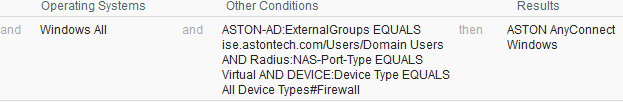 Operating Systems Other Conditions Results
and Windows All and ASTON-AD:ExternalGroups EQUALS then ASTON AnyConnect
ise.astontech.com/Users/Domain Users Windows
AND Radius:NAS-Port-Type EQUALS
Virtual AND DEVICE:Device Type EQUALS
All Device Types#Firewall